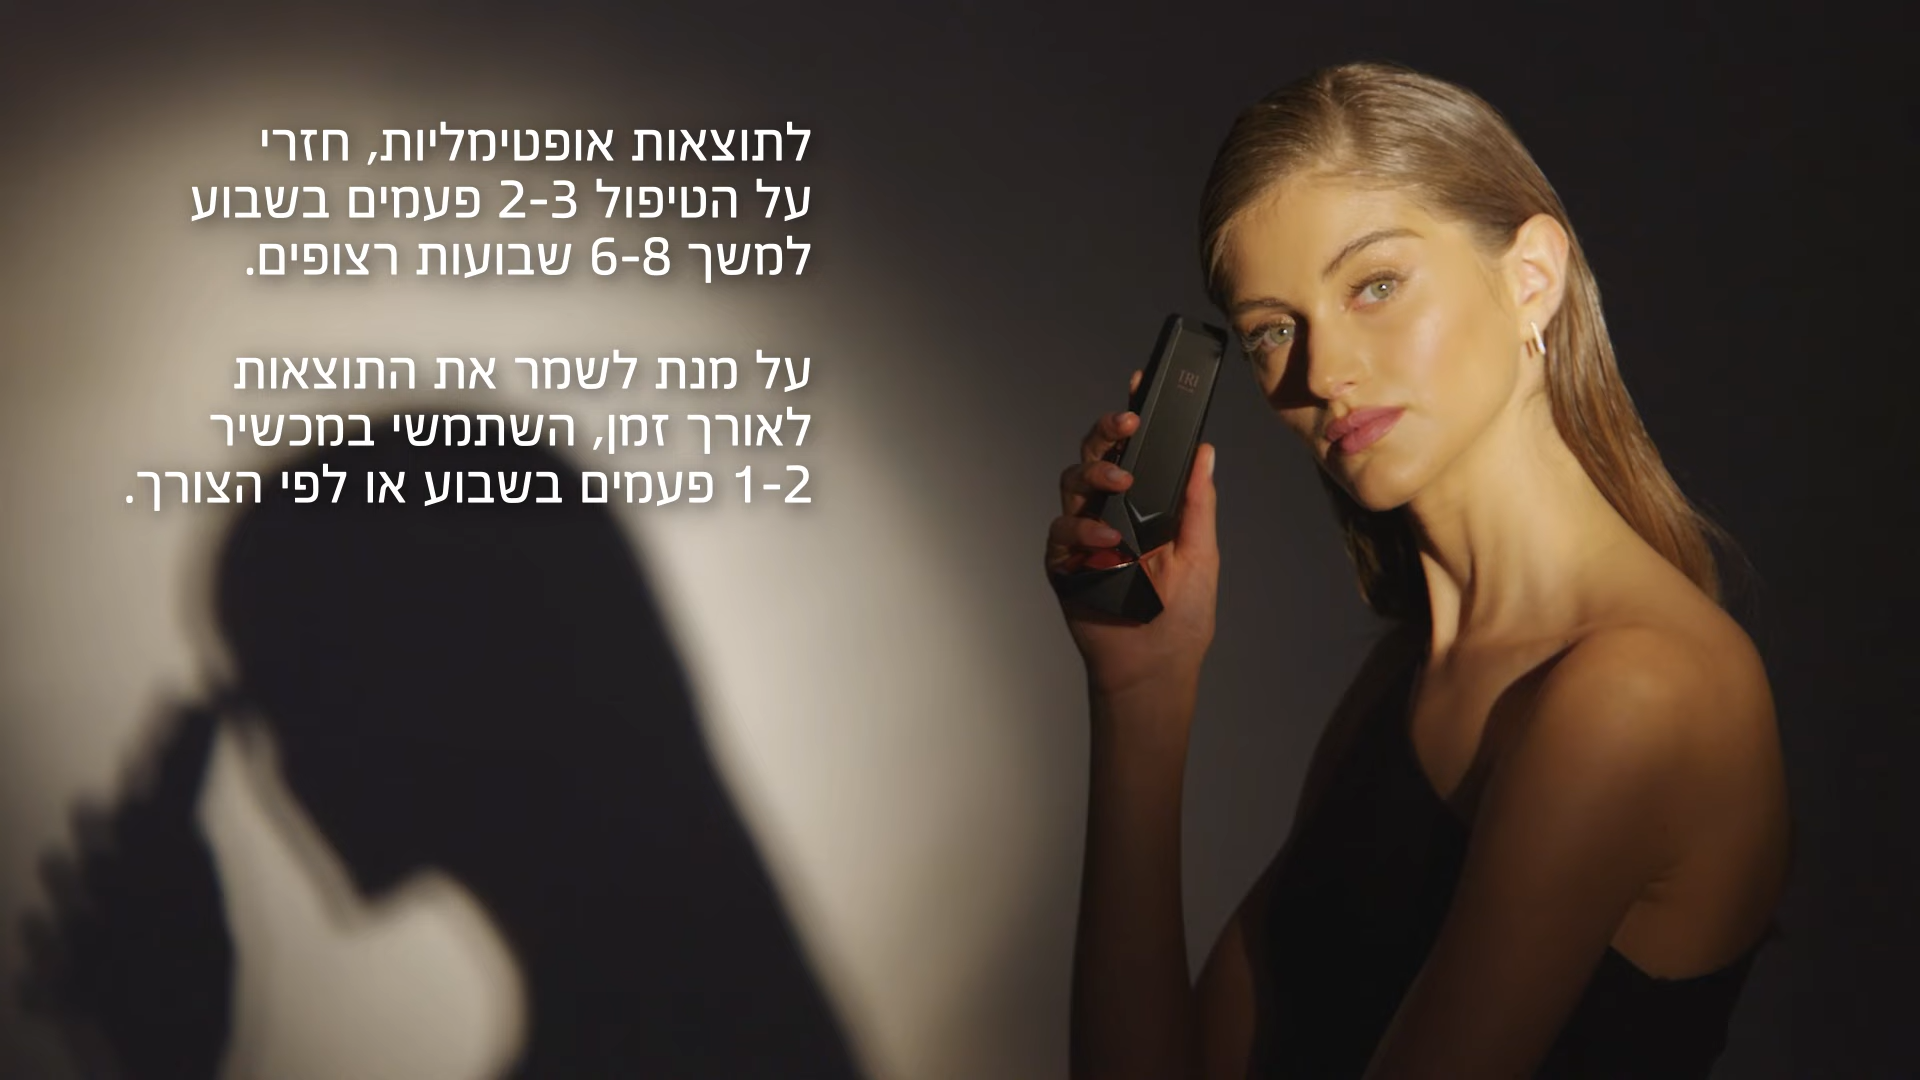 לתוצאות אופטימליות, חזרי
על הטיפול 2-3 פעמים בשבוע
למשך 6-8 שבועות רצופים.
על מנת לשמר את התוצאות
לאורך זמן, השתמשי במכשיר
1-2 פעמים בשבוע או לפי הצורך.
TRI